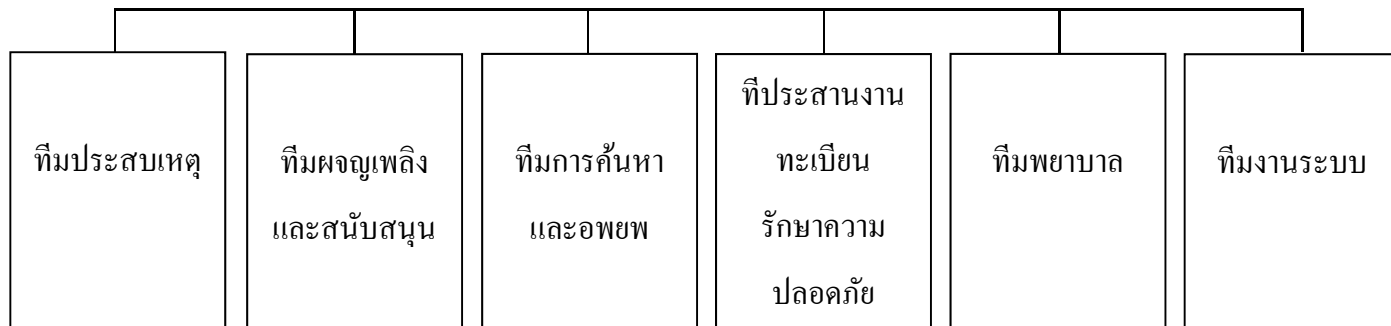 ทีมประสบเหตุ
ทีมผจญเพลิง
และสนับสนุน
ทีมการค้นหา
และอพยพ
ทีประสานงาน
ทะเบียน
รักษาความ
ปลอดภัย
ทีมพยาบาล
ทีมงานระบบ